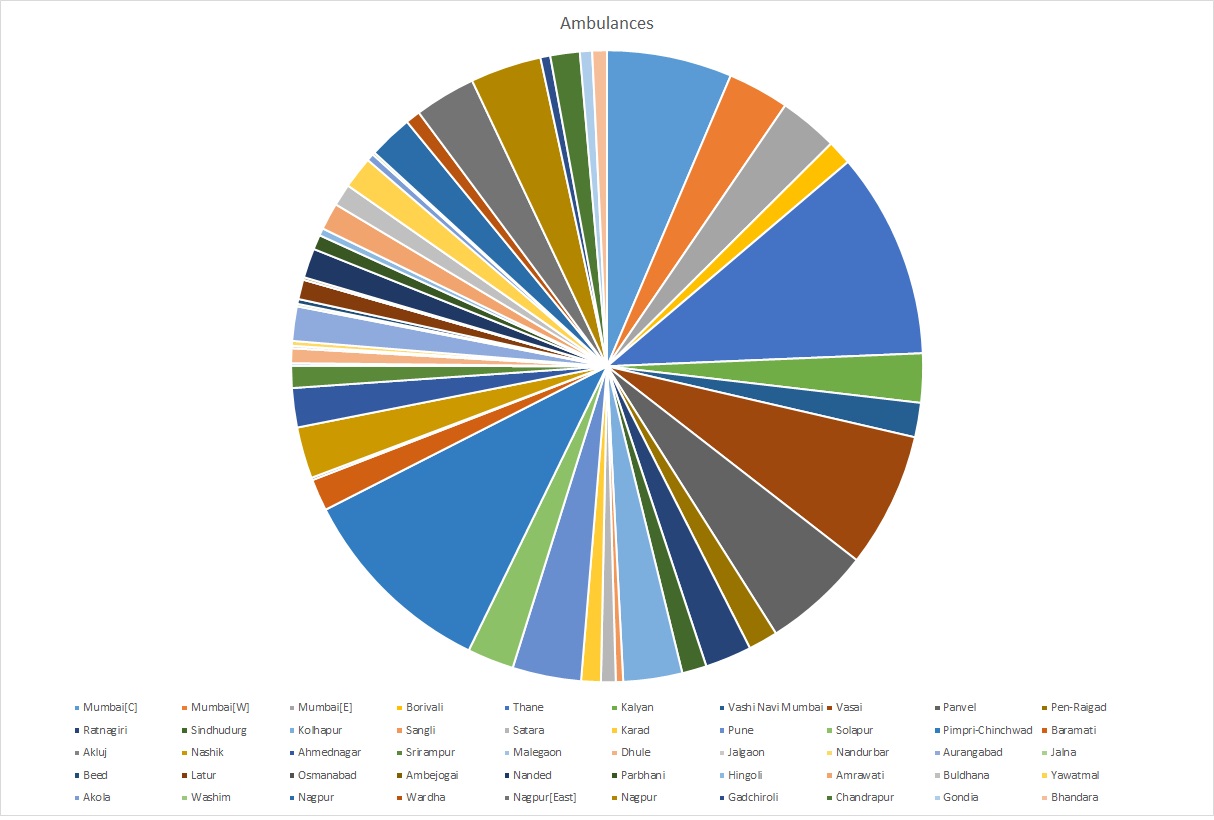 Ambulances
Mumbai[C] Mumbai[W] Mumbai[E] Borivali Thane Kalyan Vashi Navi Mumbai Vasai Panvel Pen-Raigad
Ratnagiri Sindhudurg Kolhapur Sangli Satara Karad Pune Solapur Pimpri-Chinchwad Baramati
Akluj Nashik Ahmednagar Srirampur Malegaon Dhule Jalgaon Nandurbar Aurangabad Jalna
Beed Latur Osmanabad Ambejogai Nanded Parbhani Hingoli Amrawati Buldhana Yawatmal
Akola Washim Nagpur Wardha Nagpur[East] Nagpur Gadchiroli Chandrapur Gondia Bhandara